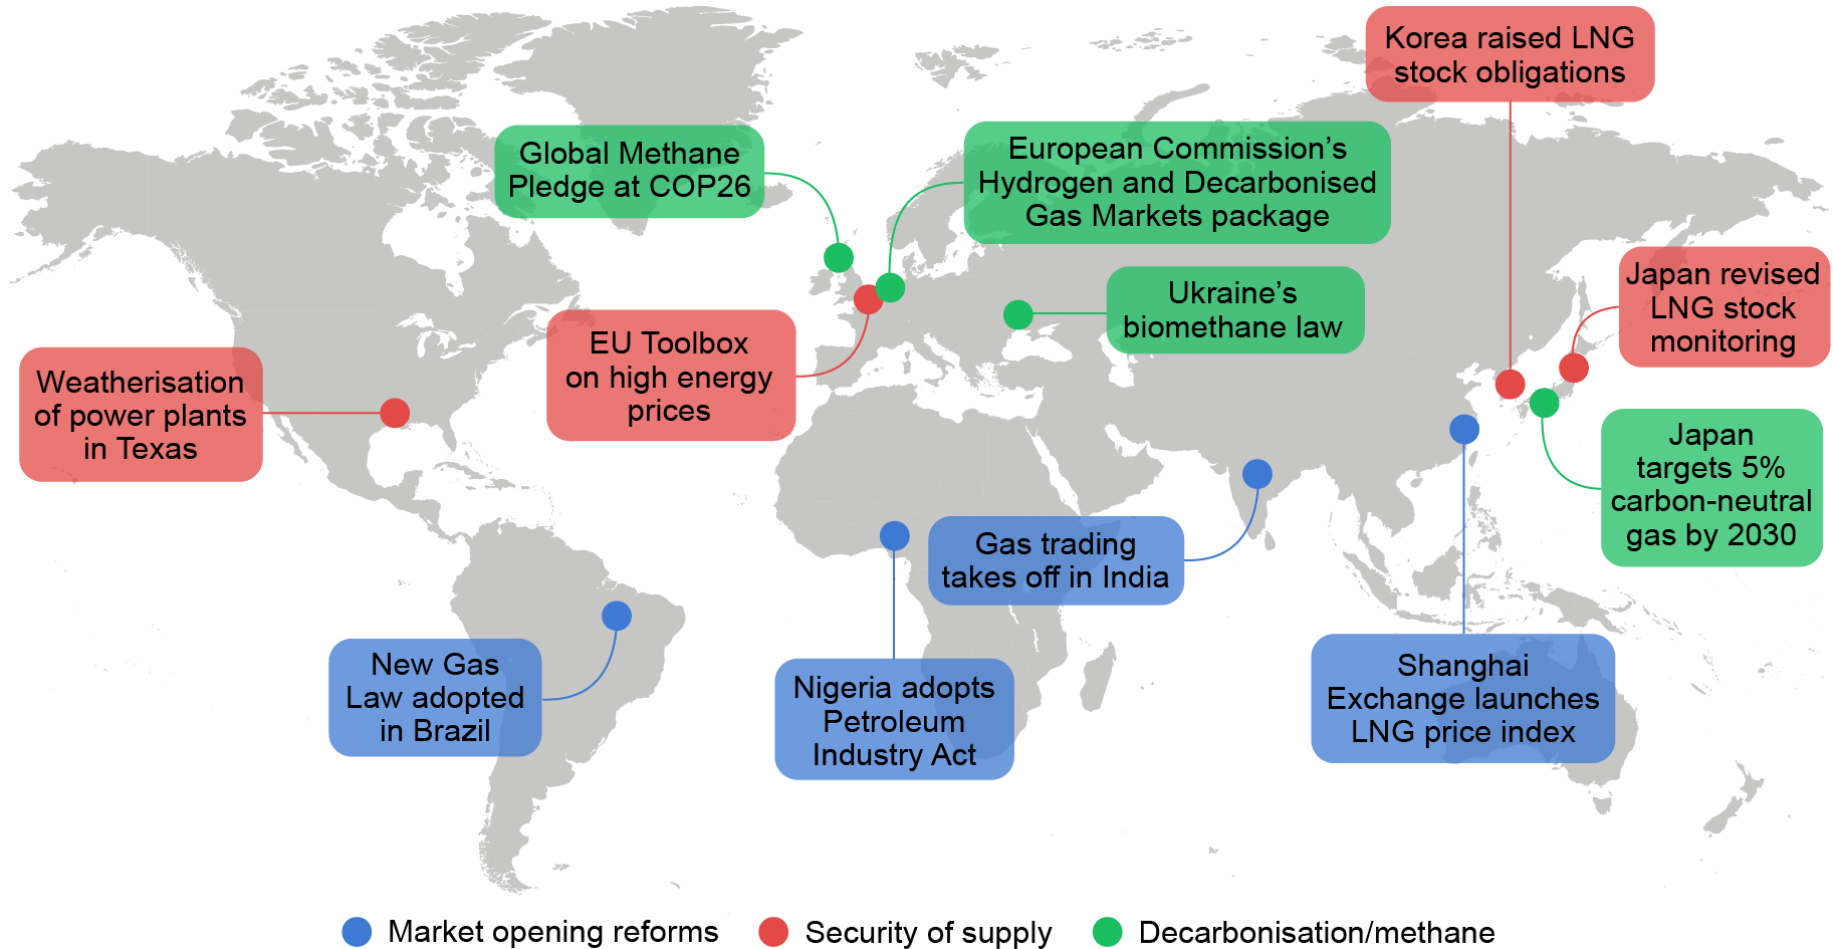 Korea raised LNG
stock obligations
Global Methane
Pledge at COP26
European Commission's
Hydrogen and Decarbonised
Gas Markets package
Japan revised
LNG stock
monitoring
Ukraine's
biomethane law
EU Toolbox
on high energy
prices
Weatherisation
of power plants
in Texas
Japan
targets 5%
carbon-neutral
gas by 2030
Gas trading
takes off in India
New Gas
Law adopted
in Brazil
Nigeria adopts
Petroleum
Industry Act
Shanghai
Exchange launches
LNG price index
Market opening reforms
Security of supply
Decarbonisation/methane